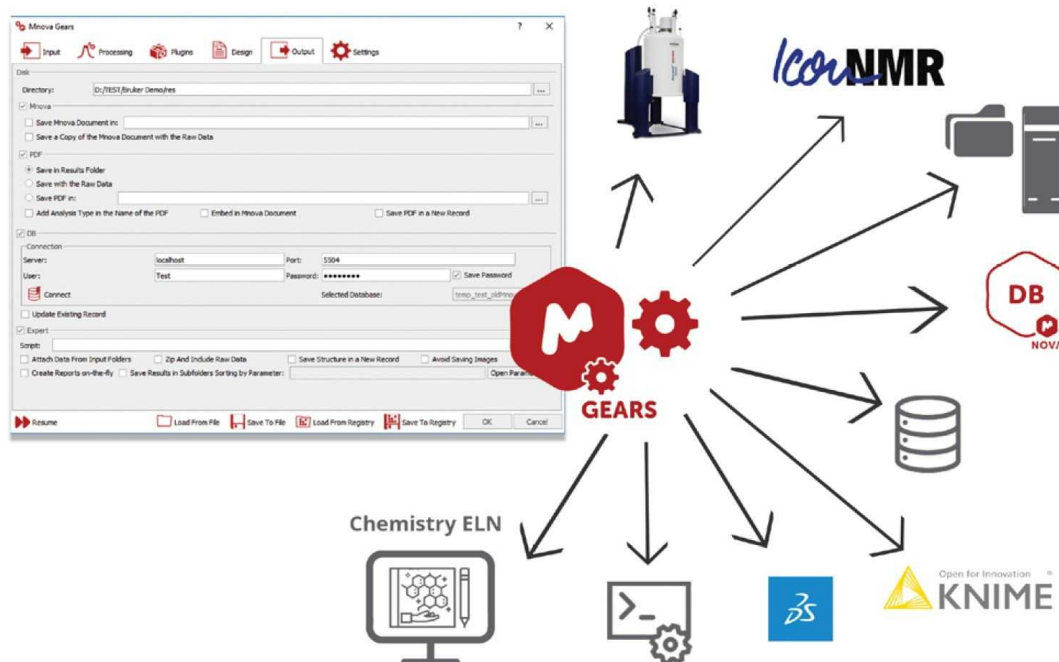 Mnova Gears
? X
Input Processing Plugins Design Output Settings
Disk
Directory: D:/TEST/Bruker Demo/res ...
Mnova
Save Mnova Document in: ...
Save a Copy of the Mnova Document with the Raw Data
PDF
Save in Results Folder
Save with the Raw Data
Save PDF in: ...
Add Analysis Type in the Name of the PDF Embed in Mnova Document Save PDF in a New Record
DB
Connection
Server: localhost Port: 5504
User: Test Password: •••••••• Save Password
Connect Selected Database:
Update Existing Record
Expert
Script:
Attach Data From Input Folders Zip And Include Raw Data Save Structure in a New Record Avoid Saving Images
Create Reports on-the-fly Save Results in Subfolders Sorting by Parameter: Open
Resume Load From File Save To File Load From Registry Save To Registry OK Cancel
IconNMR
DB
GEARS
Chemistry ELN
>_
3S
Open for Innovation
KNIME